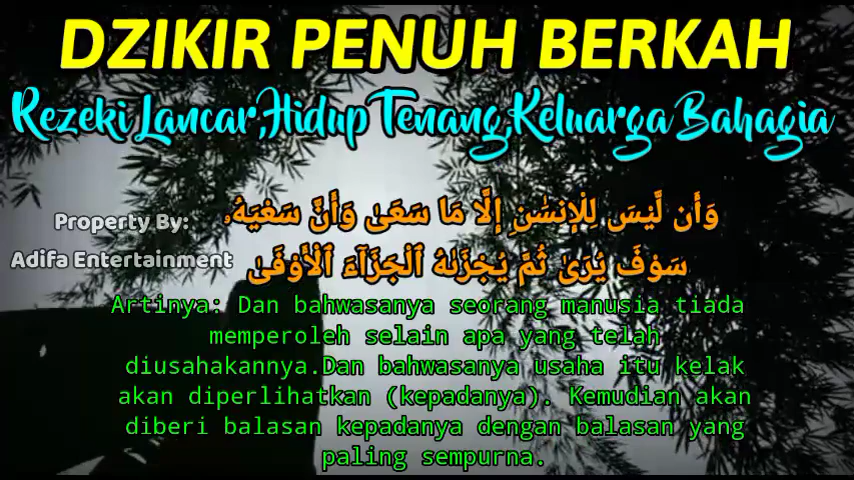 DZIKIR PENUH BERKAH
Rezeki Lancar,Hidup Tenang,Keluarga Bahagia
وَأَن لَّيْسَ لِلْإِنسَٰنِ إِلَّا مَا سَعَىٰ وَأَنَّ سَعْيَهُۥ
سَوْفَ يُرَىٰ ثُمَّ يُجْزَىٰهُ ٱلْجَزَآءَ ٱلْأَوْفَىٰ
Property By:
Adifa Entertainment
Artinya: Dan bahwasanya seorang manusia tiada
memperoleh selain apa yang telah
diusahakannya.Dan bahwasanya usaha itu kelak
akan diperlihatkan (kepadanya). Kemudian akan
diberi balasan kepadanya dengan balasan yang
paling sempurna.